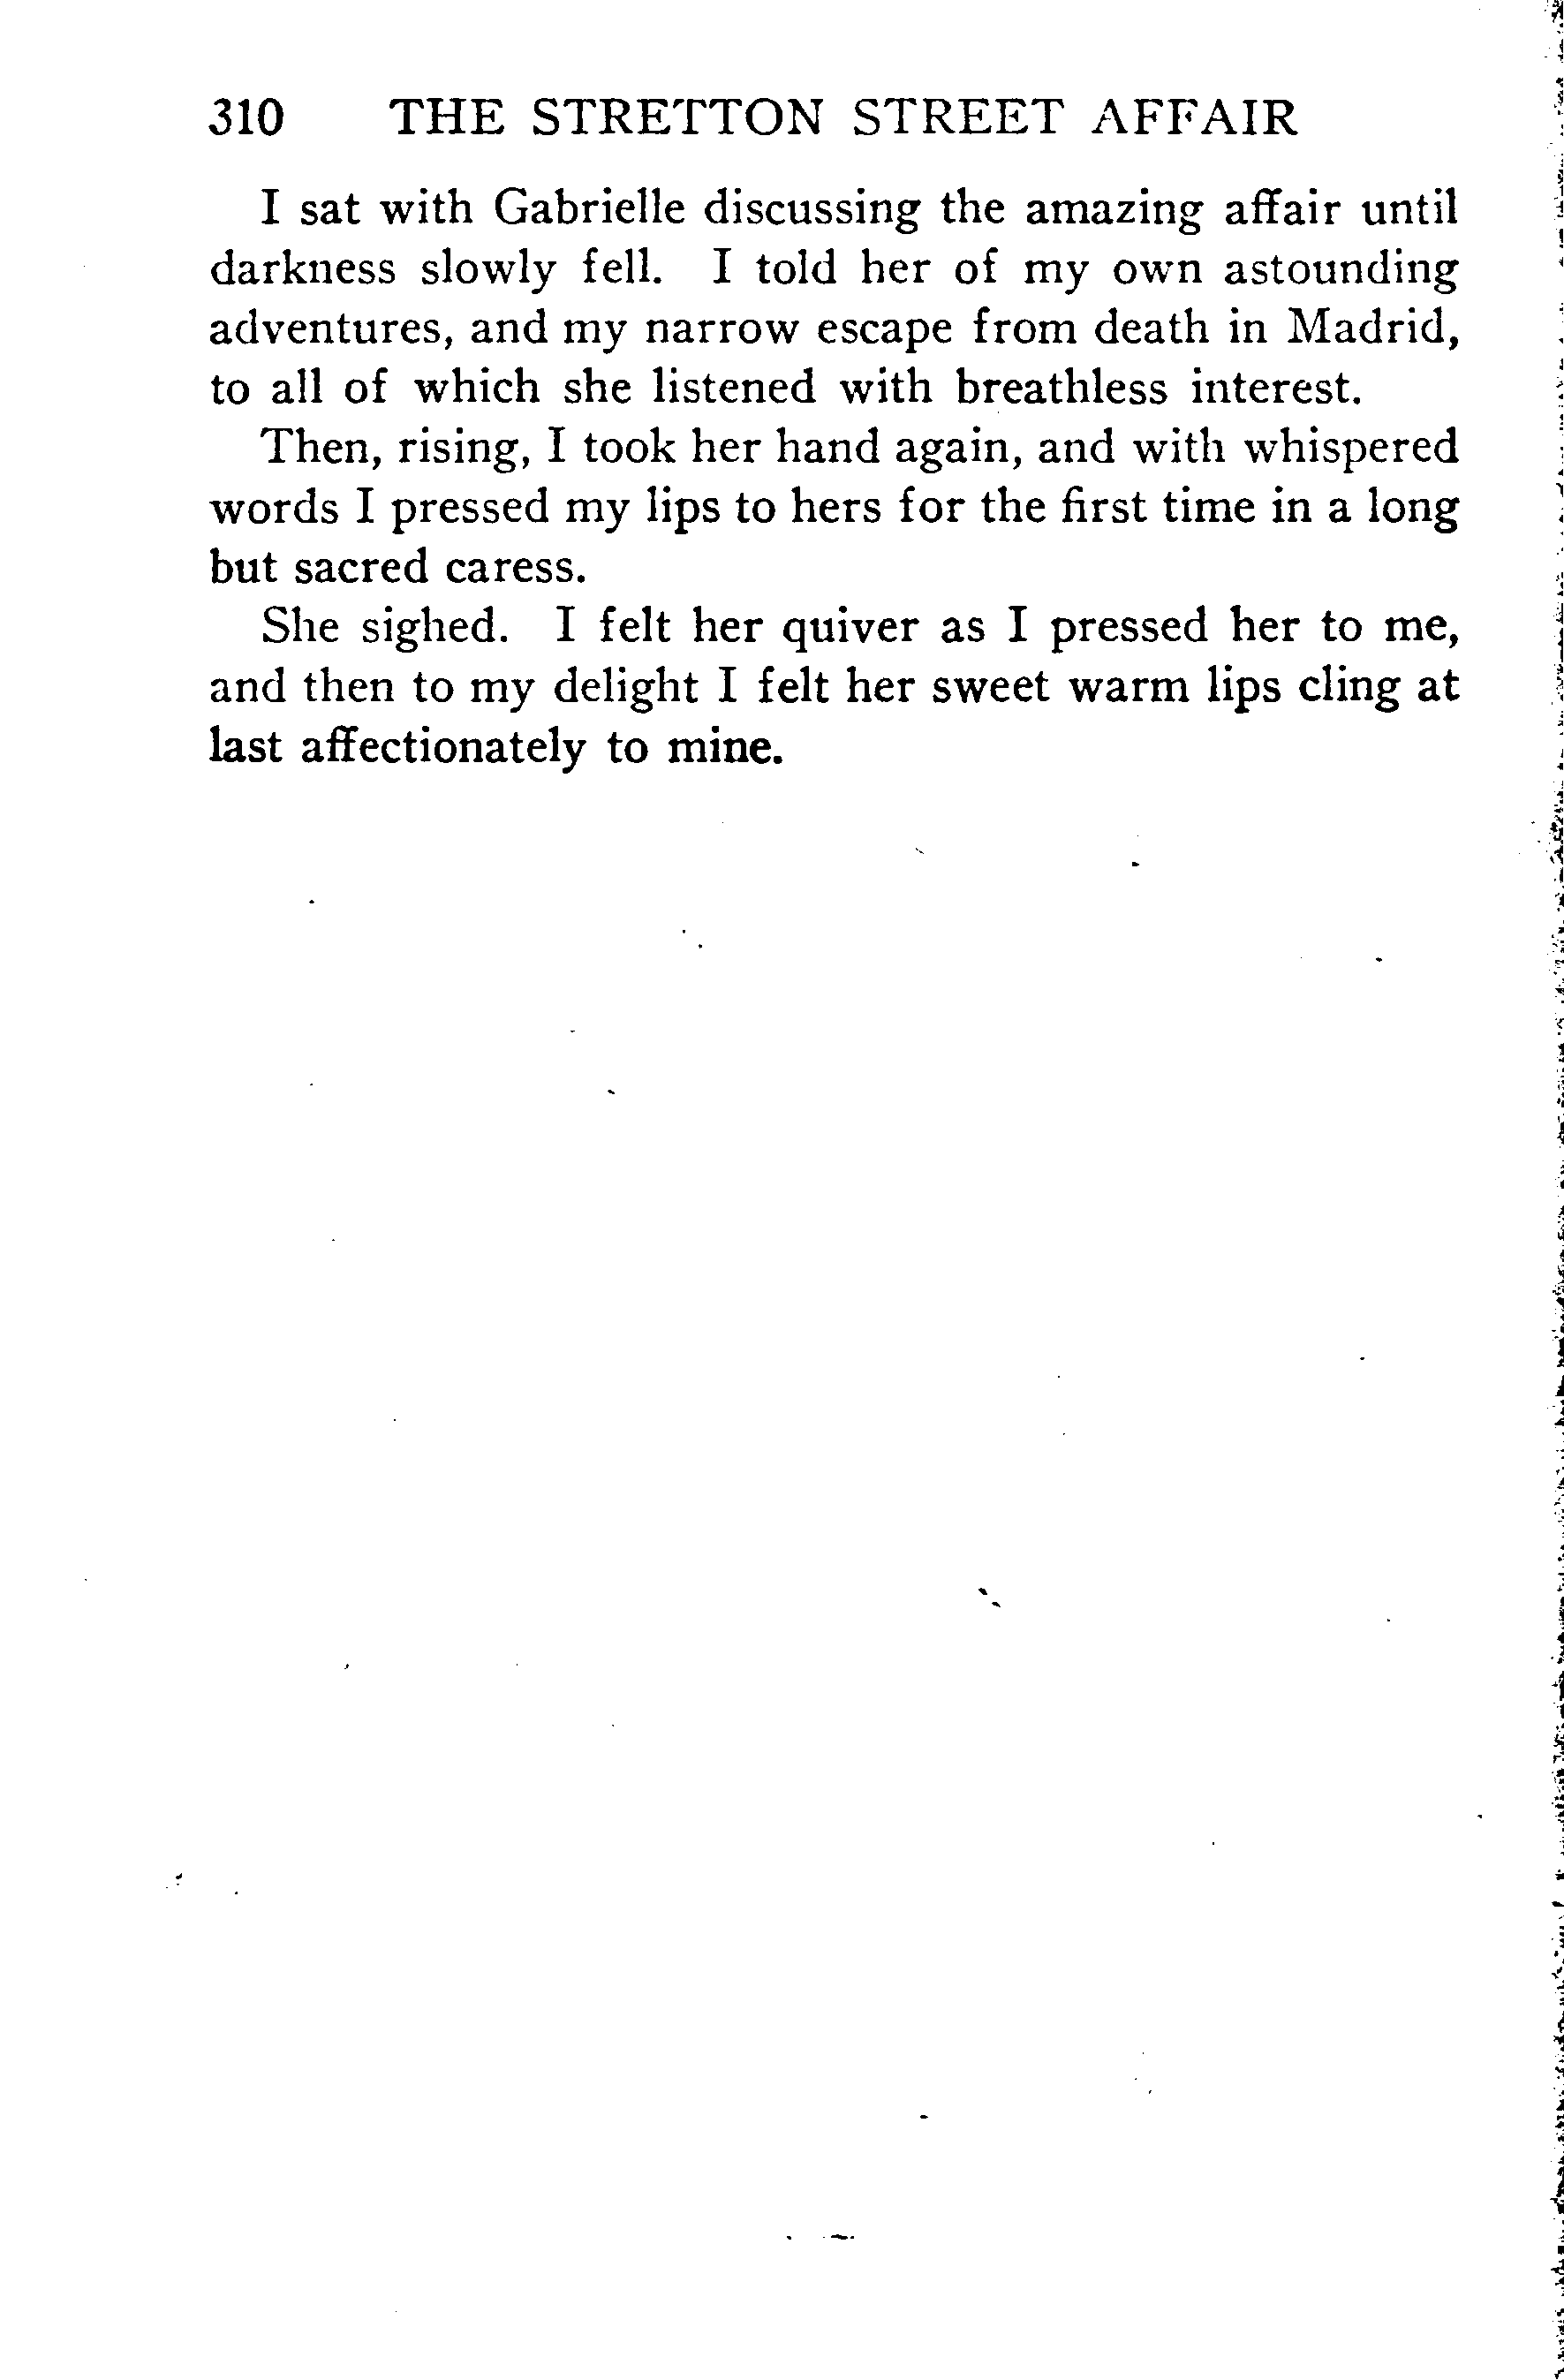 310 THE STRETTON STREET AFFAIR
I sat with Gabrielle discussing the amazing affair until
darkness slowly fell. I told her of my own astounding
adventures, and my narrow escape from death in Madrid,
to all of which she listened with breathless interest.
Then, rising, I took her hand again, and with whispered
words I pressed my lips to hers for the first time in a long
but sacred caress.
She sighed. I felt her quiver as I pressed her to me,
and then to my delight I felt her sweet warm lips cling at
last affectionately to mine.